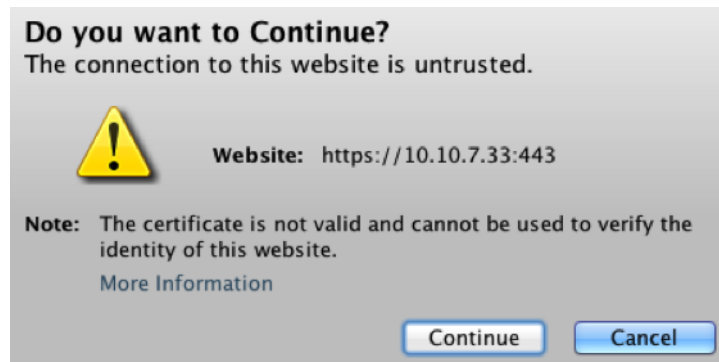 Do you want to Continue?
The connection to this website is untrusted.
Website: https://10.10.7.33:443
Note: The certificate is not valid and cannot be used to verify the
identity of this website.
More Information
Continue Cancel